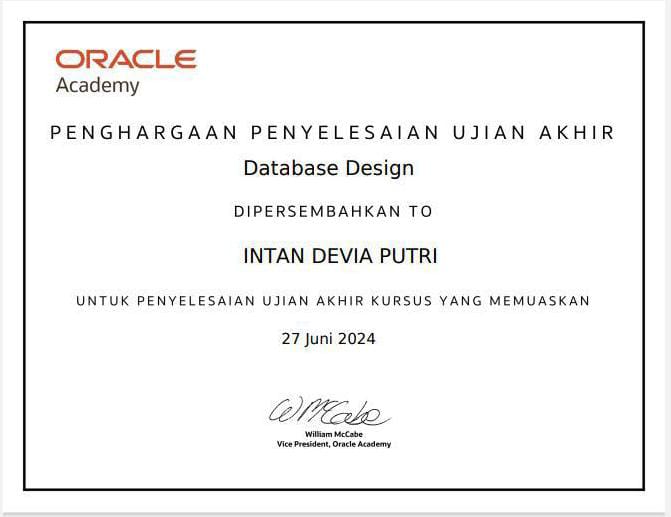 ORACLE
Academy
PENGHARGAAN PENYELESAIAN UJIAN AKHIR
Database Design
DIPERSEMBAHKAN TO
INTAN DEVIA PUTRI
UNTUK PENYELESAIAN UJIAN AKHIR KURSUS YANG MEMUASKAN
27 Juni 2024
WMcCabe
William McCabe
Vice President, Oracle Academy